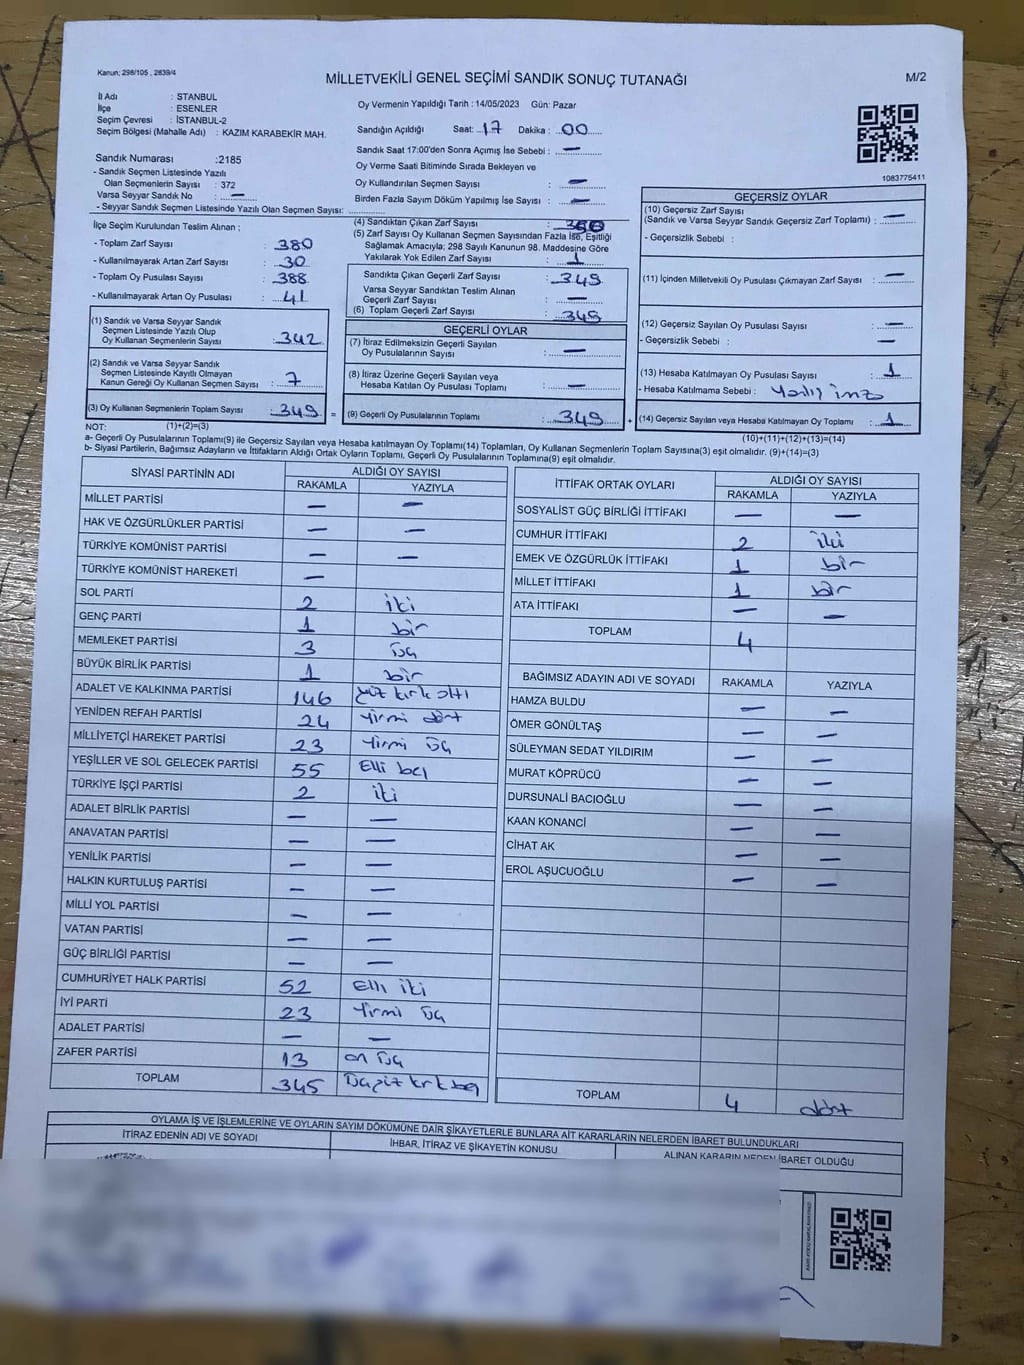 Kanun; 298/105 , 2839/4
MİLLETVEKİLİ GENEL SEÇİMİ SANDIK SONUÇ TUTANAĞI
M/2
İl Adı : STANBUL
İlçe : ESENLER
Seçim Çevresi : İSTANBUL-2
Seçim Bölgesi (Mahalle Adı) : KAZIM KARABEKİR MAH.
Oy Vermenin Yapıldığı Tarih : 14/05/2023 Gün: Pazar
Sandığın Açıldığı Saat: 17 Dakika : 00
Sandık Saat 17:00'den Sonra Açımış İse Sebebi : —
Oy Verme Saati Bitiminde Sırada Bekleyen ve
Oy Kullandırılan Seçmen Sayısı : —
Birden Fazla Sayım Döküm Yapılmış İse Sayısı : —
1083775411
Sandık Numarası :2185
- Sandık Seçmen Listesinde Yazılı
Olan Seçmenlerin Sayısı : 372
Varsa Seyyar Sandık No : —
- Seyyar Sandık Seçmen Listesinde Yazılı Olan Seçmen Sayısı:
İlçe Seçim Kurulundan Teslim Alınan ;
- Toplam Zarf Sayısı : 380
- Kullanılmayarak Artan Zarf Sayısı : 30
- Toplam Oy Pusulası Sayısı : 388
- Kullanılmayarak Artan Oy Pusulası : 41
(1) Sandık ve Varsa Seyyar Sandık
Seçmen Listesinde Yazılı Olup
Oy Kullanan Seçmenlerin Sayısı : 342
(2) Sandık ve Varsa Seyyar Sandık
Seçmen Listesinde Kayıtlı Olmayan
Kanun Gereği Oy Kullanan Seçmen Sayısı : 7
(3) Oy Kullanan Seçmenlerin Toplam Sayısı : 349 =
(4) Sandıktan Çıkan Zarf Sayısı : 350
(5) Zarf Sayısı Oy Kullanan Seçmen Sayısından Fazla İse, Eşitliği
Sağlamak Amacıyla; 298 Sayılı Kanunun 98. Maddesine Göre
Yakılarak Yok Edilen Zarf Sayısı : 1
Sandıkta Çıkan Geçerli Zarf Sayısı : 349
Varsa Seyyar Sandıktan Teslim Alınan
Geçerli Zarf Sayısı : —
(6) Toplam Geçerli Zarf Sayısı : 349
GEÇERLİ OYLAR
(7) İtiraz Edilmeksizin Geçerli Sayılan
Oy Pusulalarının Sayısı : —
(8) İtiraz Üzerine Geçerli Sayılan veya
Hesaba Katılan Oy Pusulası Toplamı : —
(9) Geçerli Oy Pusulalarının Toplamı : 349 +
GEÇERSİZ OYLAR
(10) Geçersiz Zarf Sayısı
(Sandık ve Varsa Seyyar Sandık Geçersiz Zarf Toplamı) : —
- Geçersizlik Sebebi :
(11) İçinden Milletvekili Oy Pusulası Çıkmayan Zarf Sayısı : —
(12) Geçersiz Sayılan Oy Pusulası Sayısı : —
- Geçersizlik Sebebi : —
(13) Hesaba Katılmayan Oy Pusulası Sayısı : 1
- Hesaba Katılmama Sebebi :
(14) Geçersiz Sayılan veya Hesaba Katılmayan Oy Toplamı : 1
NOT: (1)+(2)=(3)
(10)+(11)+(12)+(13)=(14)
a- Geçerli Oy Pusulalarının Toplamı(9) ile Geçersiz Sayılan veya Hesaba katılmayan Oy Toplamı(14) Toplamları, Oy Kullanan Seçmenlerin Toplam Sayısına(3) eşit olmalıdır. (9)+(14)=(3)
b- Siyasi Partilerin, Bağımsız Adayların ve İttifakların Aldığı Ortak Oyların Toplamı, Geçerli Oy Pusulalarının Toplamına(9) eşit olmalıdır.
SİYASİ PARTİNİN ADI ALDIĞI OY SAYISI
RAKAMLA YAZIYLA
MİLLET PARTİSİ — —
HAK VE ÖZGÜRLÜKLER PARTİSİ — —
TÜRKİYE KOMÜNİST PARTİSİ — —
TÜRKİYE KOMÜNİST HAREKETİ —
SOL PARTİ 2 iki
GENÇ PARTİ 1 bir
MEMLEKET PARTİSİ 3 üç
BÜYÜK BİRLİK PARTİSİ 1 bir
ADALET VE KALKINMA PARTİSİ 146 yüz kırk altı
YENİDEN REFAH PARTİSİ 24 Yirmi dört
MİLLİYETÇİ HAREKET PARTİSİ 23 Yirmi üç
YEŞİLLER VE SOL GELECEK PARTİSİ 55 Elli beş
TÜRKİYE İŞÇİ PARTİSİ 2 iki
ADALET BİRLİK PARTİSİ — —
ANAVATAN PARTİSİ — —
YENİLİK PARTİSİ — —
HALKIN KURTULUŞ PARTİSİ — —
MİLLİ YOL PARTİSİ — —
VATAN PARTİSİ — —
GÜÇ BİRLİĞİ PARTİSİ — —
CUMHURİYET HALK PARTİSİ 52 Elli iki
İYİ PARTİ 23 Yirmi üç
ADALET PARTİSİ — —
ZAFER PARTİSİ 13 on üç
TOPLAM 345 Üçyüz kırk beş
İTTİFAK ORTAK OYLARI ALDIĞI OY SAYISI
RAKAMLA YAZIYLA
SOSYALİST GÜÇ BİRLİĞİ İTTİFAKI — —
CUMHUR İTTİFAKI 2 iki
EMEK VE ÖZGÜRLÜK İTTİFAKI 1 bir
MİLLET İTTİFAKI 1 bir
ATA İTTİFAKI — —
TOPLAM 4
BAĞIMSIZ ADAYIN ADI VE SOYADI RAKAMLA YAZIYLA
HAMZA BULDU — —
ÖMER GÖNÜLTAŞ — —
SÜLEYMAN SEDAT YILDIRIM — —
MURAT KÖPRÜCÜ — —
DURSUNALİ BACIOĞLU — —
KAAN KONANCİ — —
CİHAT AK — —
EROL AŞUCUOĞLU — —
TOPLAM 4 dört
OYLAMA İŞ VE İŞLEMLERİNE VE OYLARIN SAYIM DÖKÜMÜNE DAİR ŞİKAYETLERLE BUNLARA AİT KARARLARIN NELERDEN İBARET BULUNDUKLARI
İTİRAZ EDENİN ADI VE SOYADI İHBAR, İTİRAZ VE ŞİKAYETİN KONUSU ALINAN KARARIN NEDEN İBARET OLDUĞU